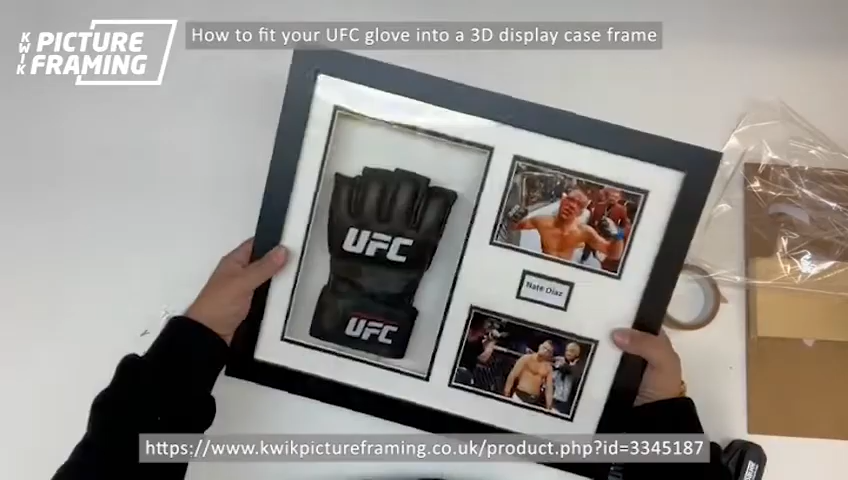 KWIK
PICTURE
FRAMING
How to fit your UFC glove into a 3D display case frame
UFC
UFC
Nate Diaz
https://www.kwikpictureframing.co.uk/product.php?id=3345187